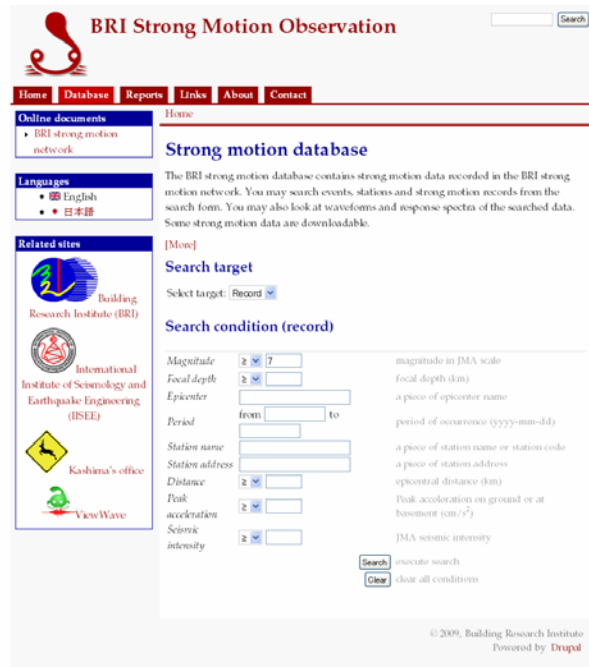 BRI Strong Motion Observation
Search
Home Database Reports Links About Contact
Online documents
BRI strong motion
network
Languages
English
日本語
Related sites
Building
Research Institute (BRI)
International
Institute of Seismology and
Earthquake Engineering
(IISEE)
Kashima's office
ViewWave
Home
Strong motion database
The BRI strong motion database contains strong motion data recorded in the BRI strong
motion network. You may search events, stations and strong motion records from the
search form. You may also look at waveforms and response spectra of the searched data.
Some strong motion data are downloadable.
[More]
Search target
Select target: Record
Search condition (record)
Magnitude ≥ 7 magnitude in JMA scale
Focal depth ≥ focal depth (km)
Epicenter a piece of epicenter name
Period from to period of occurrence (yyyy-mm-dd)
Station name a piece of station name or station code
Station address a piece of station address
Distance ≥ epicentral distance (km)
Peak
acceleration ≥ Peak acceleration on ground or at
basement (cm/s²)
Seismic
intensity ≥ JMA seismic intensity
Search execute search
Clear clear all conditions
© 2009, Building Research Institute
Powered by Drupal